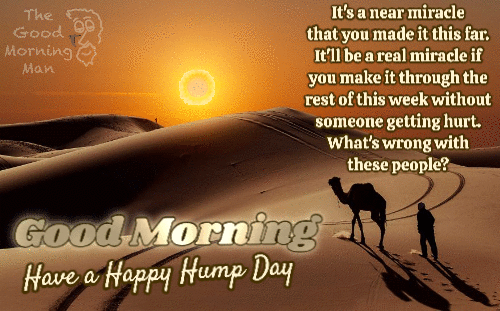 The
Good
Morning
Man
It's a near miracle
that you made it this far.
It'll be a real miracle if
you make it through the
rest of this week without
someone getting hurt.
What's wrong with
these people?
Good Morning
Have a Happy Hump Day